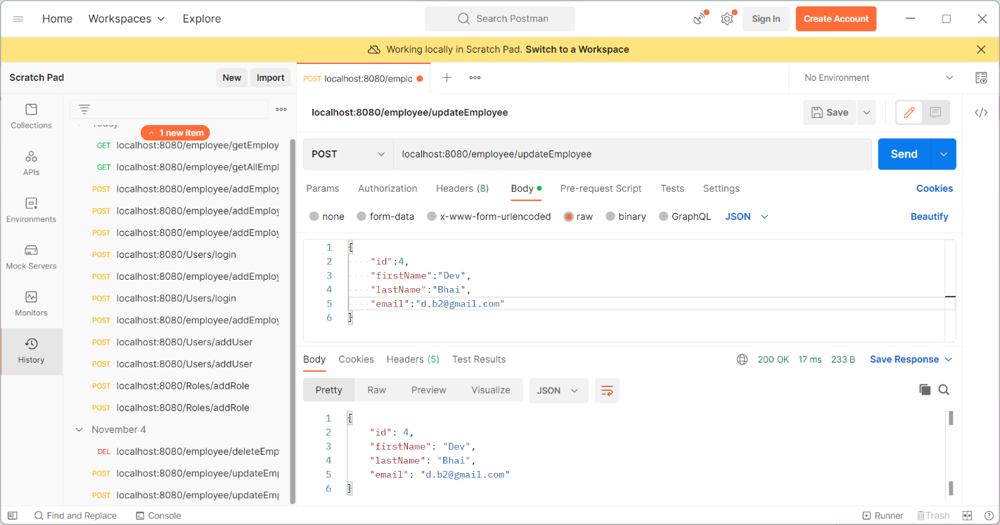 Home Workspaces Explore Search Postman Sign In Create Account
Working locally in Scratch Pad. Switch to a Workspace
Scratch Pad New Import
POST localhost:8080/emplo
No Environment
Collections
APIs
Environments
Mock Servers
Monitors
History
Today
1 new item
GET localhost:8080/employee/getEmploy
GET localhost:8080/employee/getAllEmpl
POST localhost:8080/employee/addEmploy
POST localhost:8080/employee/addEmploy
POST localhost:8080/employee/addEmploy
POST localhost:8080/Users/login
POST localhost:8080/employee/addEmploy
POST localhost:8080/Users/login
POST localhost:8080/employee/addEmploy
POST localhost:8080/Users/addUser
POST localhost:8080/Users/addUser
POST localhost:8080/Roles/addRole
POST localhost:8080/Roles/addRole
November 4
DEL localhost:8080/employee/deleteEmp
POST localhost:8080/employee/updateEmp
POST localhost:8080/employee/updateEmp
localhost:8080/employee/updateEmployee
Save
</>
POST localhost:8080/employee/updateEmployee
Send
Params Authorization Headers (8) Body Pre-request Script Tests Settings Cookies
none form-data x-www-form-urlencoded raw binary GraphQL JSON Beautify
1 {
2 "id":4,
3 "firstName":"Dev",
4 "lastName":"Bhai",
5 "email":"d.b2@gmail.com"
6 }
Body Cookies Headers (5) Test Results 200 OK 17 ms 233 B Save Response
Pretty Raw Preview Visualize JSON
1 {
2 "id": 4,
3 "firstName": "Dev",
4 "lastName": "Bhai",
5 "email": "d.b2@gmail.com"
6 }
Find and Replace Console Runner Trash